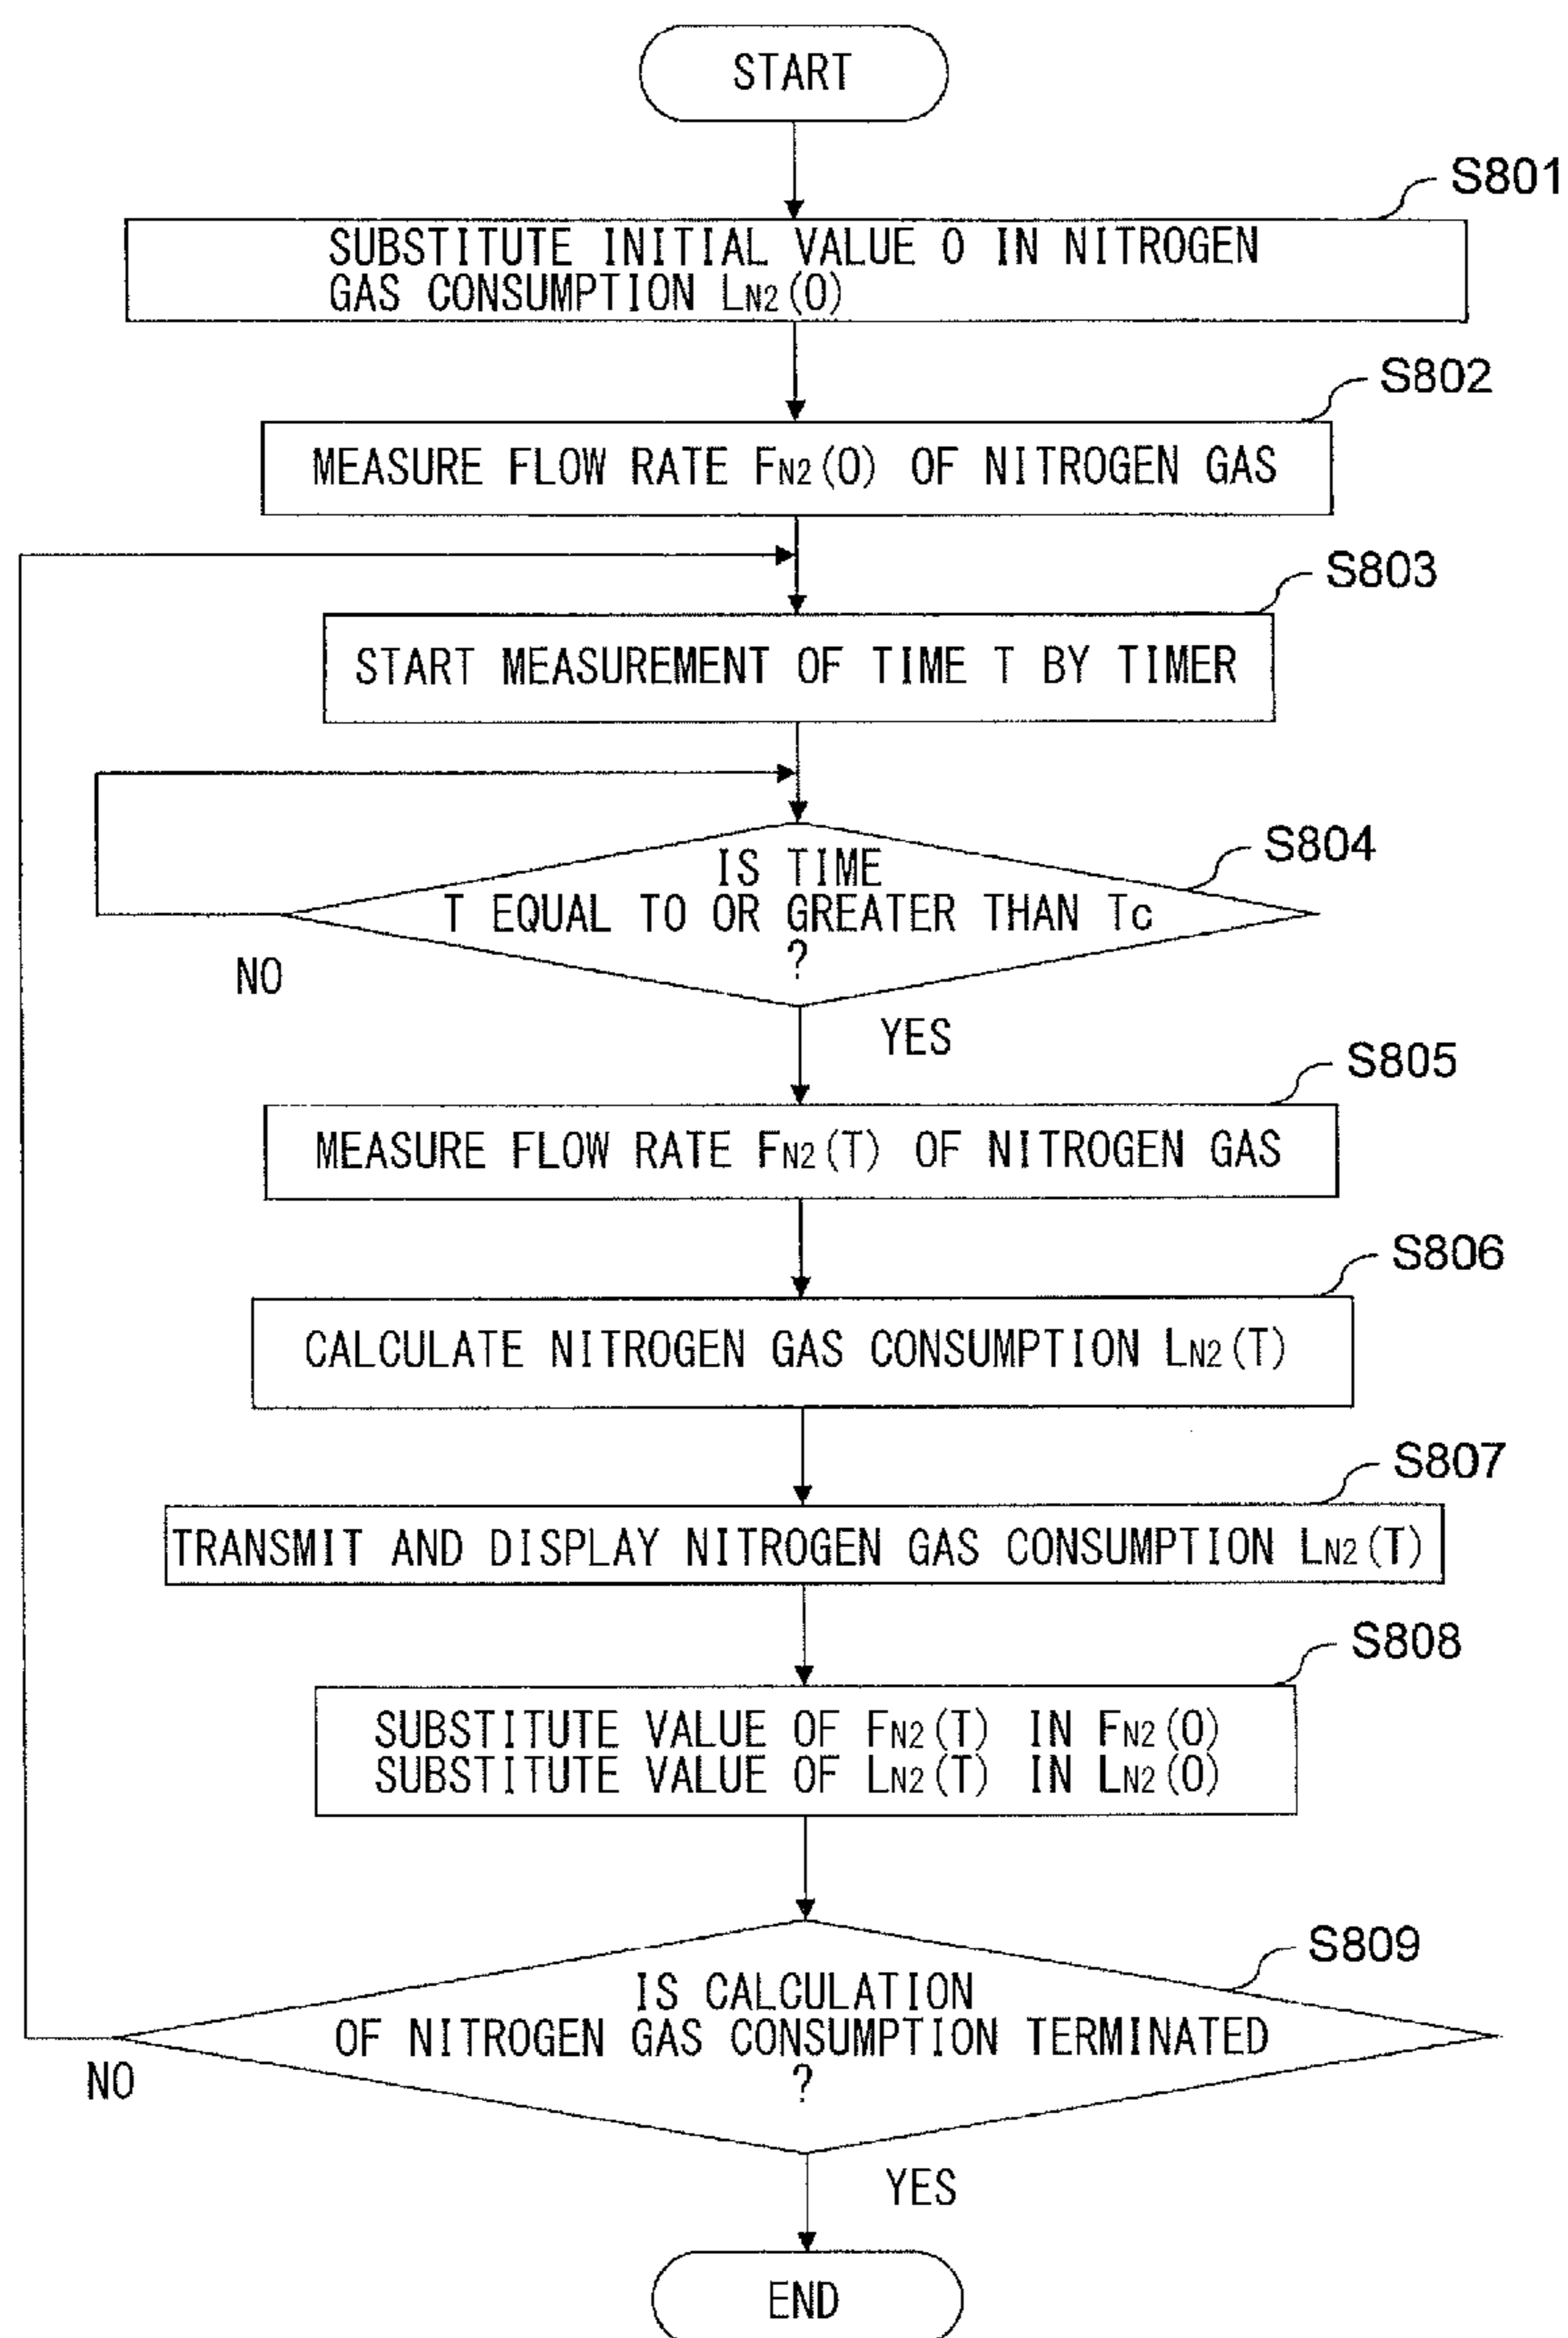 START
S801
SUBSTITUTE INITIAL VALUE 0 IN NITROGEN
GAS CONSUMPTION LN2(0)
S802
MEASURE FLOW RATE FN2(0) OF NITROGEN GAS
S803
START MEASUREMENT OF TIME T BY TIMER
S804
IS TIME
T EQUAL TO OR GREATER THAN Tc
?
NO
YES
S805
MEASURE FLOW RATE FN2(T) OF NITROGEN GAS
S806
CALCULATE NITROGEN GAS CONSUMPTION LN2(T)
S807
TRANSMIT AND DISPLAY NITROGEN GAS CONSUMPTION LN2(T)
S808
SUBSTITUTE VALUE OF FN2(T) IN FN2(0)
SUBSTITUTE VALUE OF LN2(T) IN LN2(0)
S809
IS CALCULATION
OF NITROGEN GAS CONSUMPTION TERMINATED
?
NO
YES
END